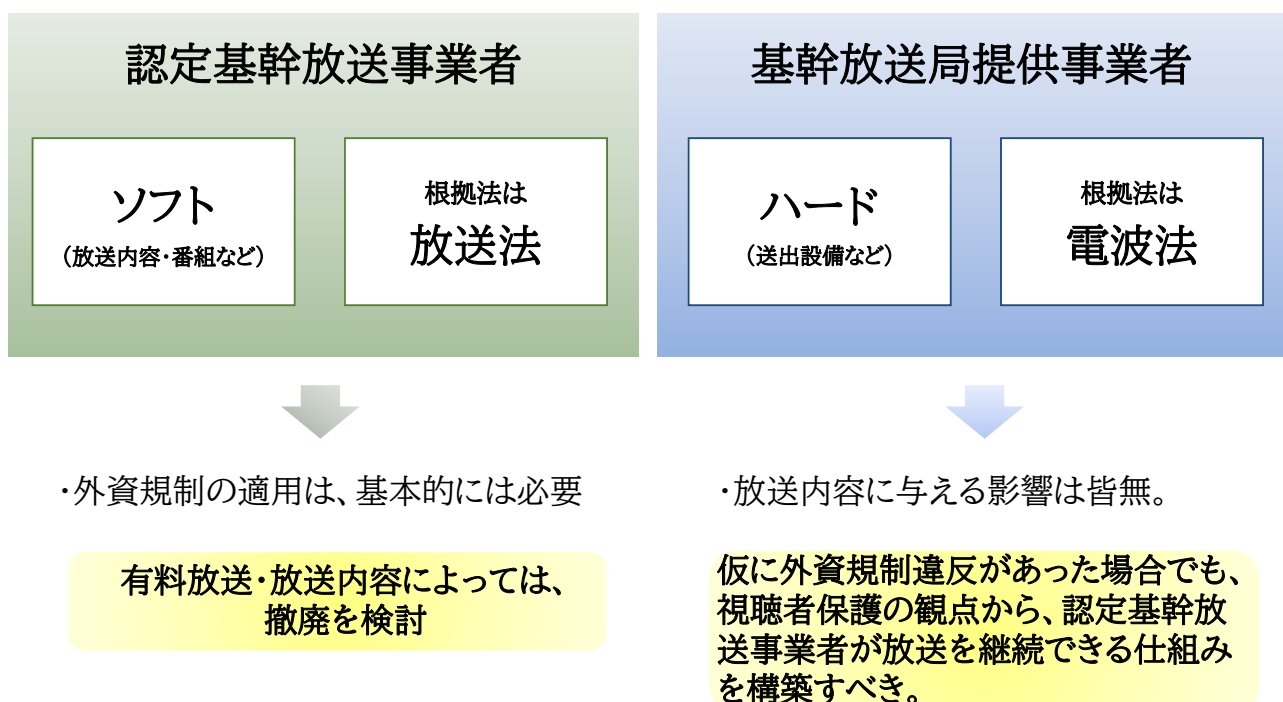 認定基幹放送事業者
ソフト
（放送内容・番組など）
根拠法は
放送法
・外資規制の適用は、基本的には必要
有料放送・放送内容によっては、
撤廃を検討
基幹放送局提供事業者
ハード
（送出設備など）
根拠法は
電波法
・放送内容に与える影響は皆無。
仮に外資規制違反があった場合でも、
視聴者保護の観点から、認定基幹放
送事業者が放送を継続できる仕組み
を構築すべき。